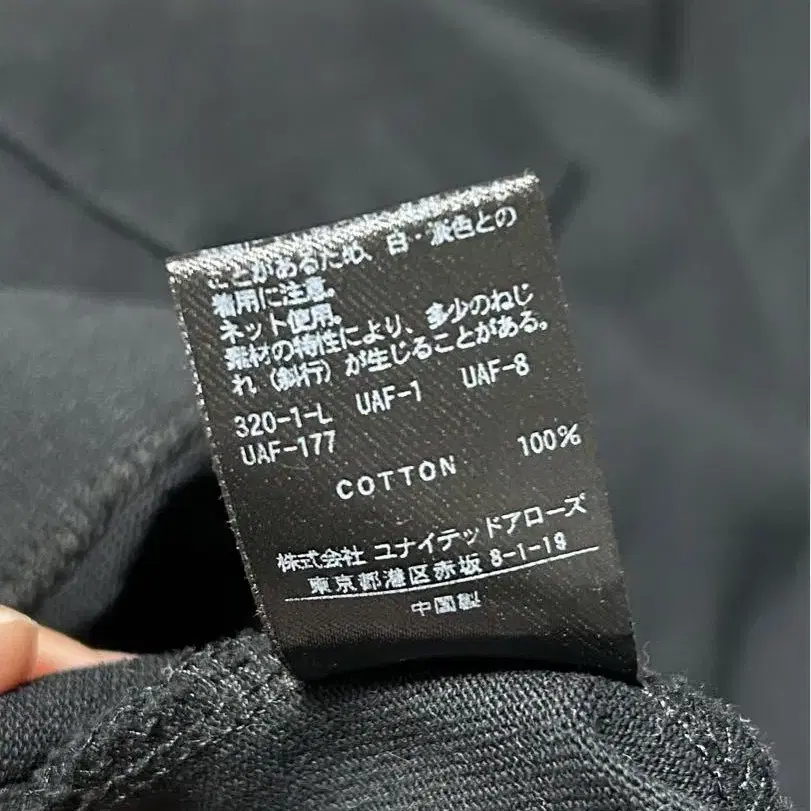 ことがあるため、白・淡色との
着用に注意。
ネット使用。
素材の特性により、多少のねじ
れ（斜行）が生じることがある。
320-1-L UAF-1 UAF-8
UAF-177
COTTON 100%
株式会社 ユナイテッドアローズ
東京都港区赤坂 8-1-19
中国製